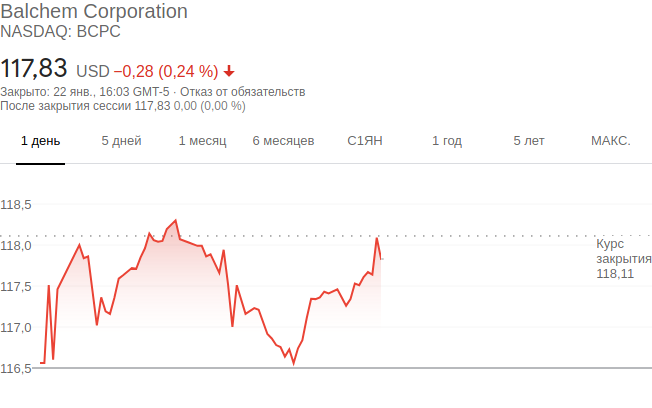 Balchem Corporation
NASDAQ: BCPC
117,83 USD −0,28 (0,24 %)
Закрыто: 22 янв., 16:03 GMT-5 · Отказ от обязательств
После закрытия сессии 117,83 0,00 (0,00 %)
1 день 5 дней 1 месяц 6 месяцев С1ЯН 1 год 5 лет МАКС.
118,5
118,0
Курс
закрытия
118,11
117,5
117,0
116,5